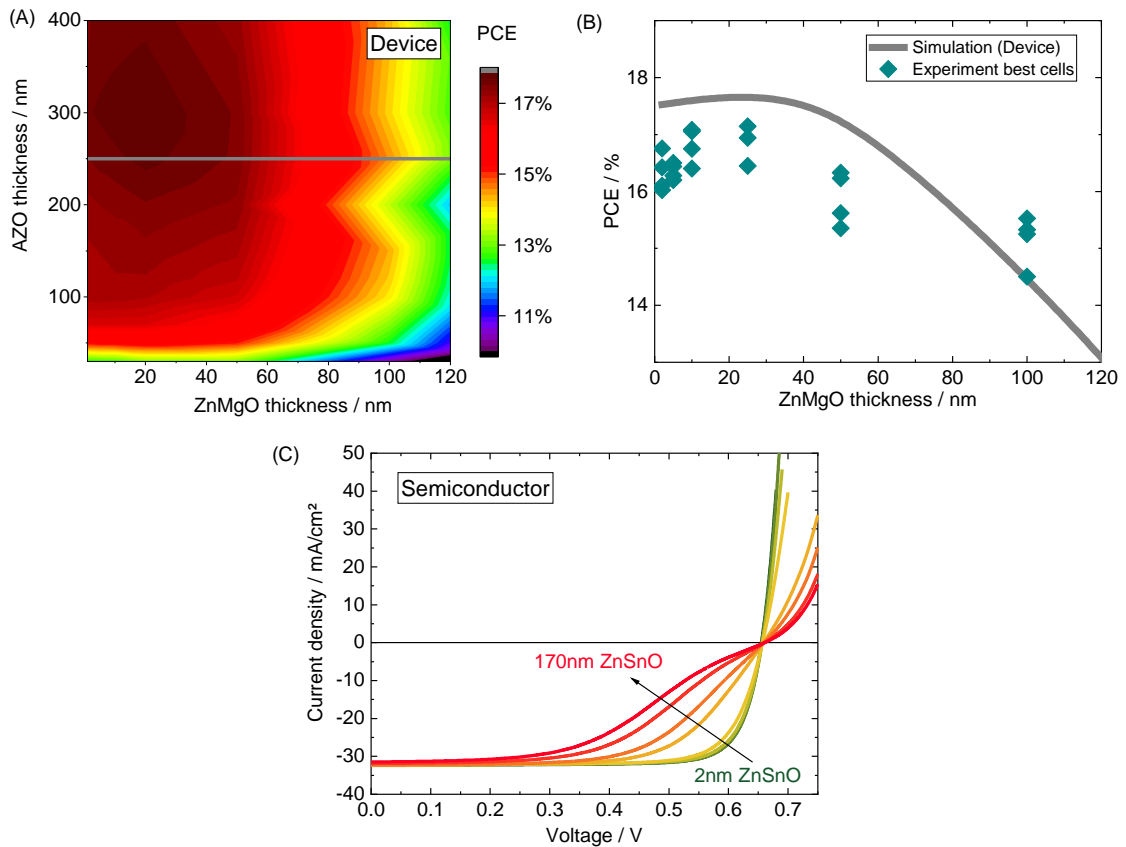 (A)
Device
PCE
AZO thickness / nm
400
300
200
100
20
40
60
80
100
120
ZnMgO thickness / nm
17%
15%
13%
11%
(B)
Simulation (Device)
Experiment best cells
PCE / %
18
17
16
14
0
20
40
60
80
100
120
ZnMgO thickness / nm
(C)
Semiconductor
Current density / mA/cm²
50
40
30
20
10
0
-10
-20
-30
-40
170nm ZnSnO
2nm ZnSnO
0.0
0.1
0.2
0.3
0.4
0.5
0.6
0.7
Voltage / V